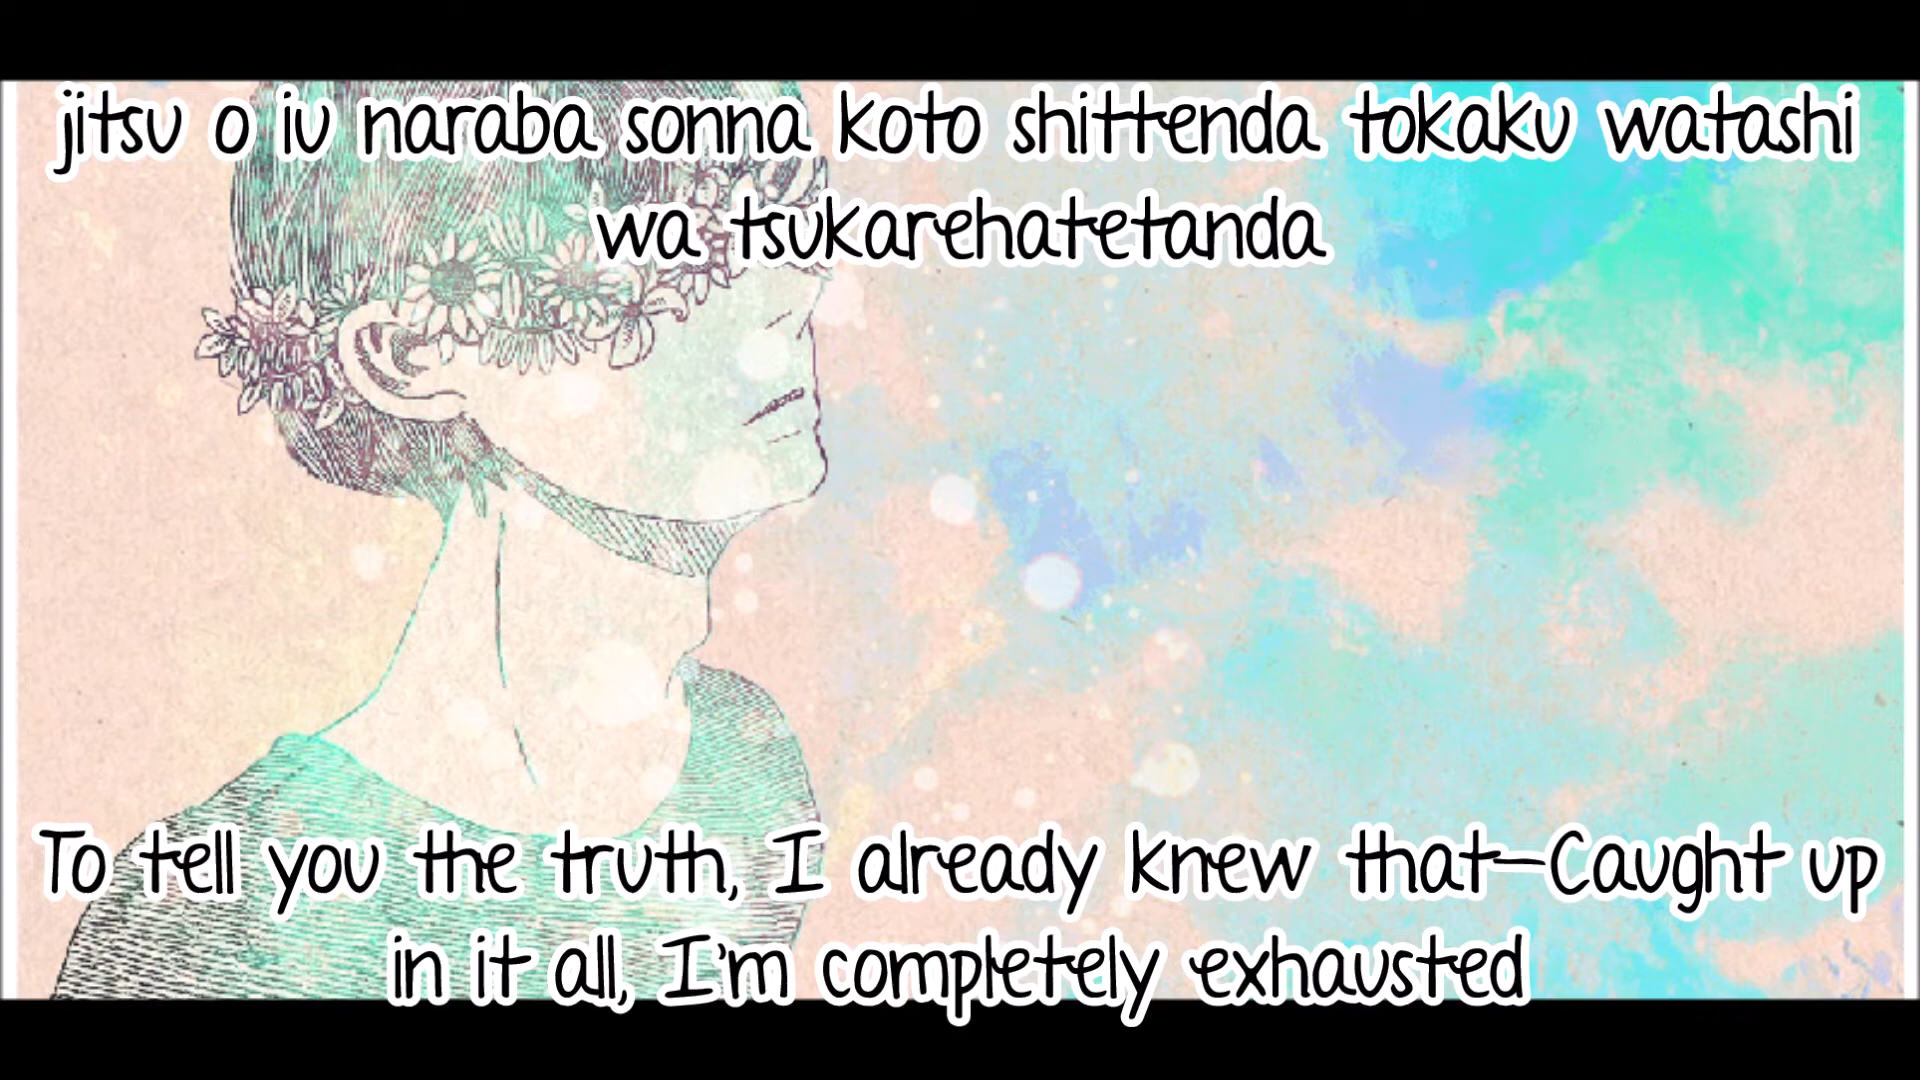 jitsu o iu naraba sonna koto shittenda tokaku watashi
wa tsukarehatetanda
To tell you the truth, I already knew that—Caught up
in it all, I'm completely exhausted